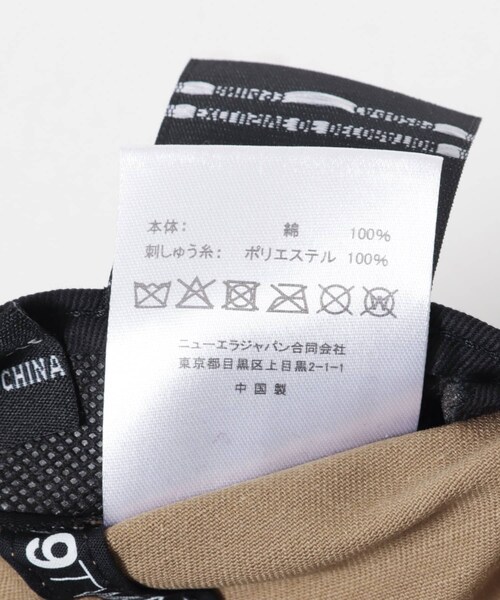 EXCLUSIVE OF DECORATION
本体： 綿 100%
刺しゅう糸： ポリエステル 100%
ニューエラジャパン合同会社
東京都目黒区上目黒2-1-1
中国製
CHINA
9T